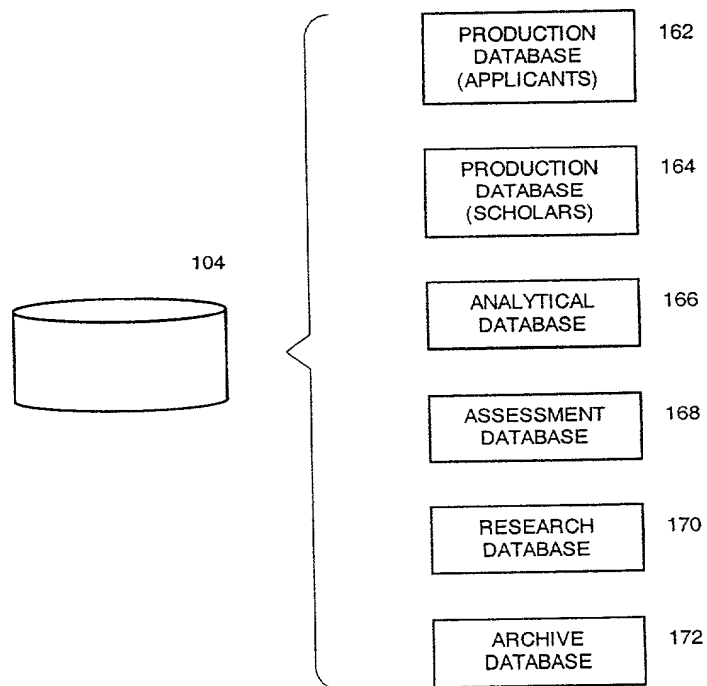 PRODUCTION
DATABASE
(APPLICANTS)
162
PRODUCTION
DATABASE
(SCHOLARS)
164
104
ANALYTICAL
DATABASE
166
ASSESSMENT
DATABASE
168
RESEARCH
DATABASE
170
ARCHIVE
DATABASE
172